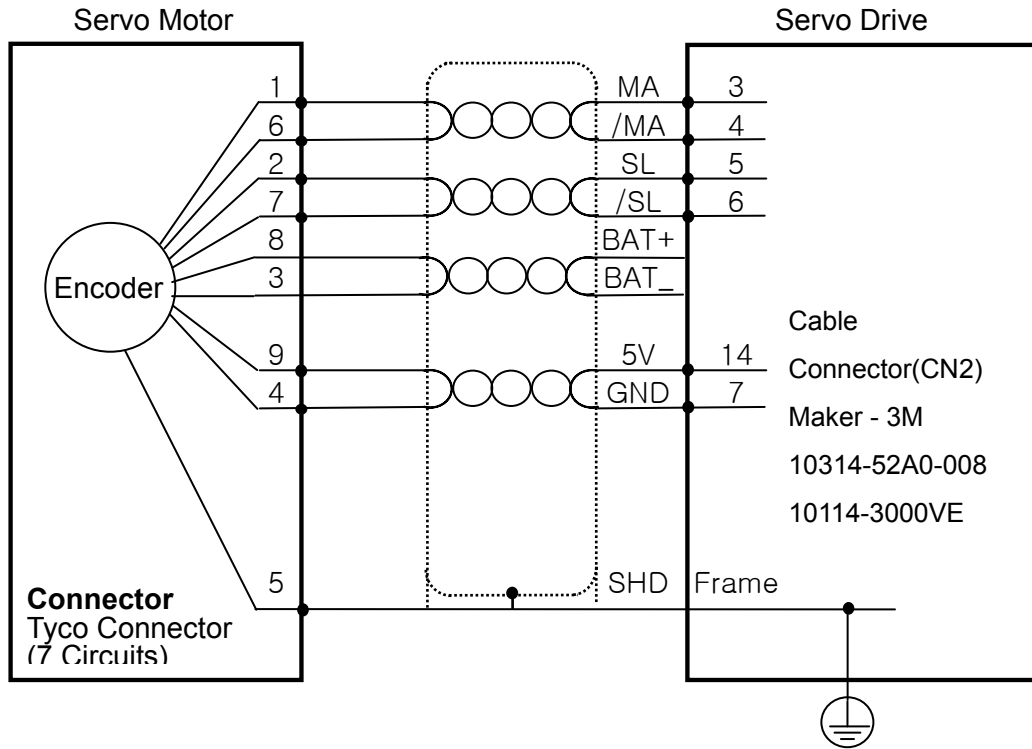 Servo Motor
Servo Drive
1 MA 3
6 /MA 4
2 SL 5
7 /SL 6
8 BAT+
3 BAT_
Encoder
9 5V 14
4 GND 7
Cable
Connector(CN2)
Maker - 3M
10314-52A0-008
10114-3000VE
5 SHD Frame
Connector
Tyco Connector
(7 Circuits)